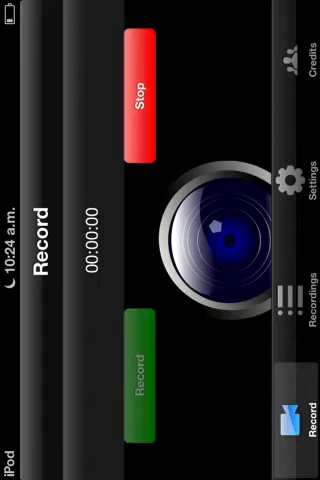 iPod 10:24 a.m.
Record
00:00:00
Record Stop
Record Recordings Settings Credits